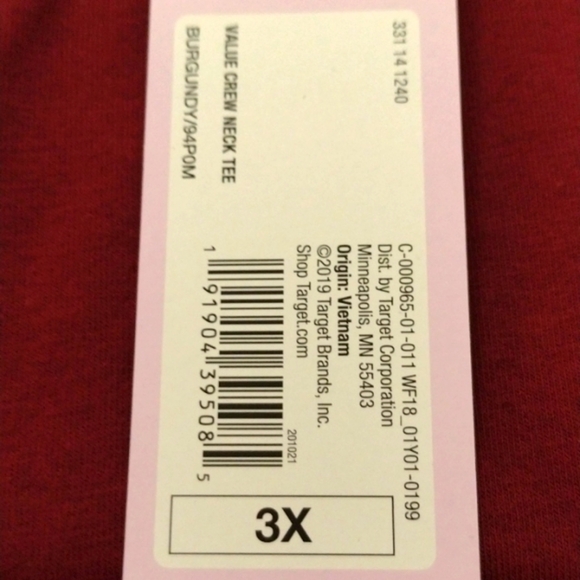 331 14 1240
VALUE CREW NECK TEE
BURGUNDY/94P0M
C-000965-01-011 WF18_01Y01-0199
Dist. by Target Corporation
Minneapolis, MN 55403
Origin: Vietnam
©2019 Target Brands, Inc.
Shop Target.com
201021
1 91904 39508 5
3X